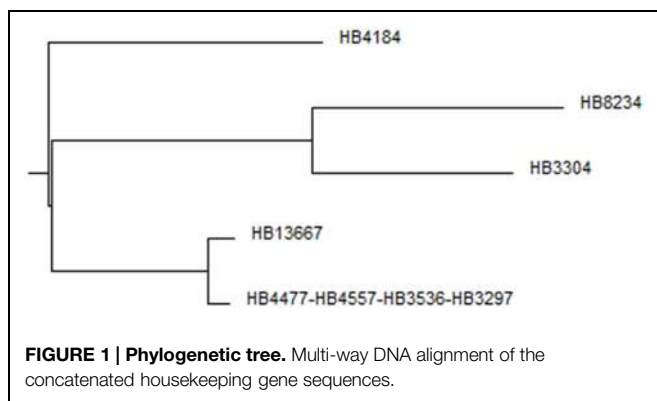 HB4184
HB8234
HB3304
HB13667
HB4477-HB4557-HB3536-HB3297
FIGURE 1 | Phylogenetic tree. Multi-way DNA alignment of the
concatenated housekeeping gene sequences.